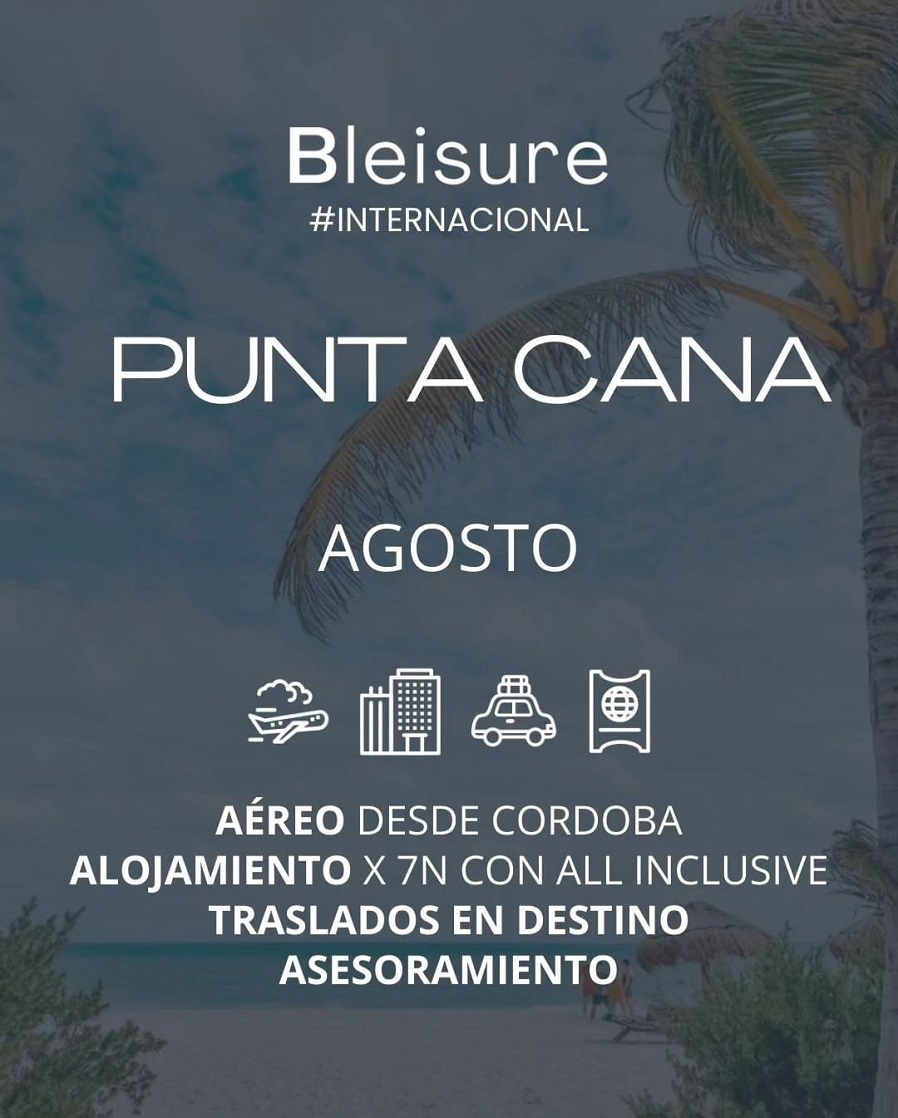 Bleisure
#INTERNACIONAL
PUNTA CANA
AGOSTO
AÉREO DESDE CORDOBA
ALOJAMIENTO X 7N CON ALL INCLUSIVE
TRASLADOS EN DESTINO
ASESORAMIENTO